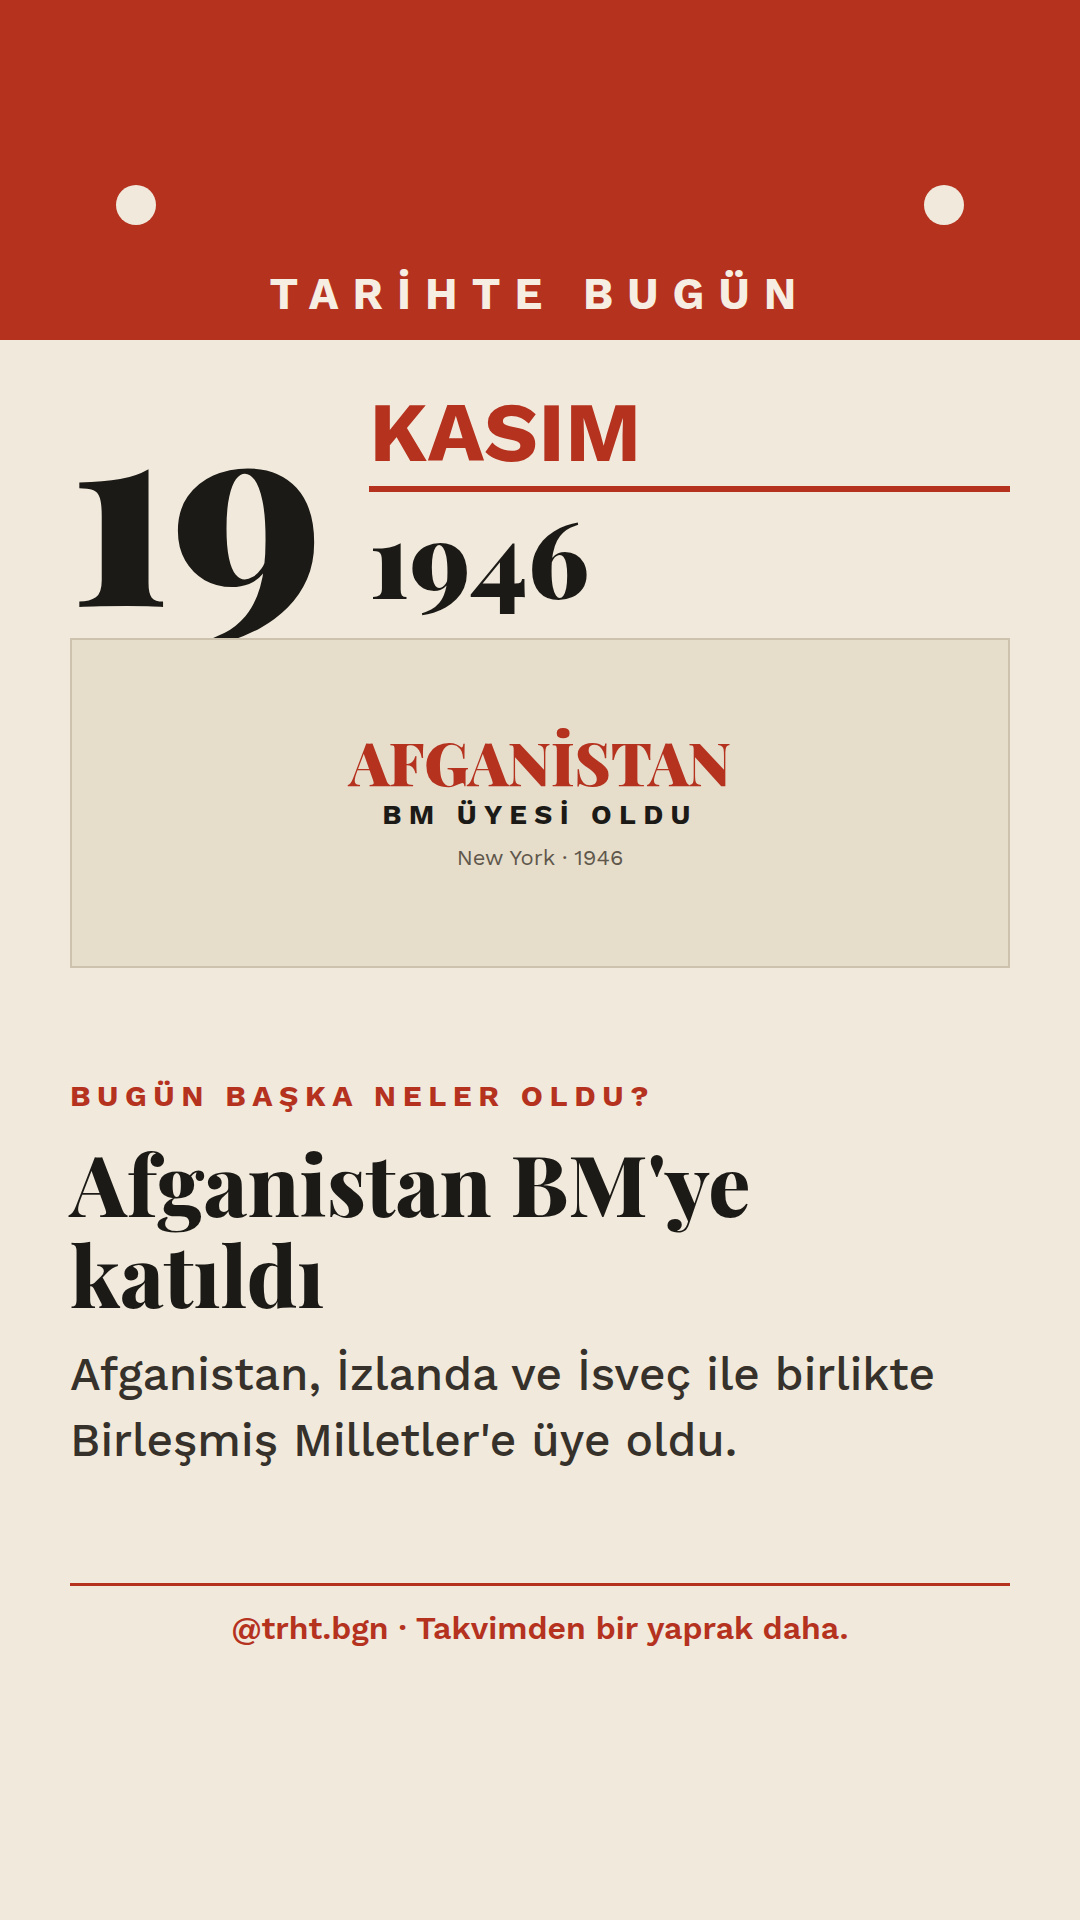 TARİHTE BUGÜN
19
KASIM
1946
AFGANİSTAN
BM ÜYESİ OLDU
New York · 1946
BUGÜN BAŞKA NELER OLDU?
Afganistan BM'ye
katıldı
Afganistan, İzlanda ve İsveç ile birlikte
Birleşmiş Milletler'e üye oldu.
@trht.bgn · Takvimden bir yaprak daha.